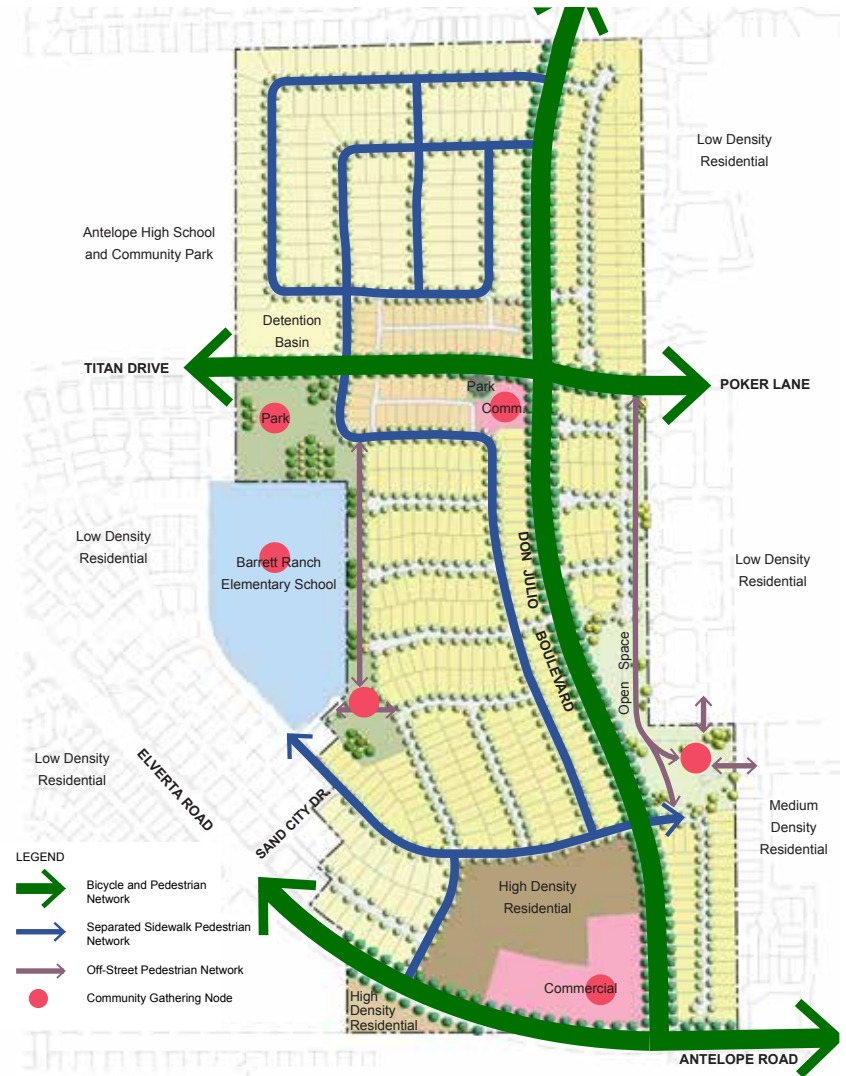 Low Density
Residential
Antelope High School
and Community Park
Detention
Basin
TITAN DRIVE
POKER LANE
Park
Comm.
Park
DON JULIO
BOULEVARD
Low Density
Residential
Barrett Ranch
Elementary School
Low Density
Residential
Open Space
Low Density
Residential
ELVERTA ROAD
SAND CITY DR.
Medium
Density
Residential
High Density
Residential
Commercial
High
Density
Residential
ANTELOPE ROAD
LEGEND
Bicycle and Pedestrian
Network
Separated Sidewalk Pedestrian
Network
Off-Street Pedestrian Network
Community Gathering Node